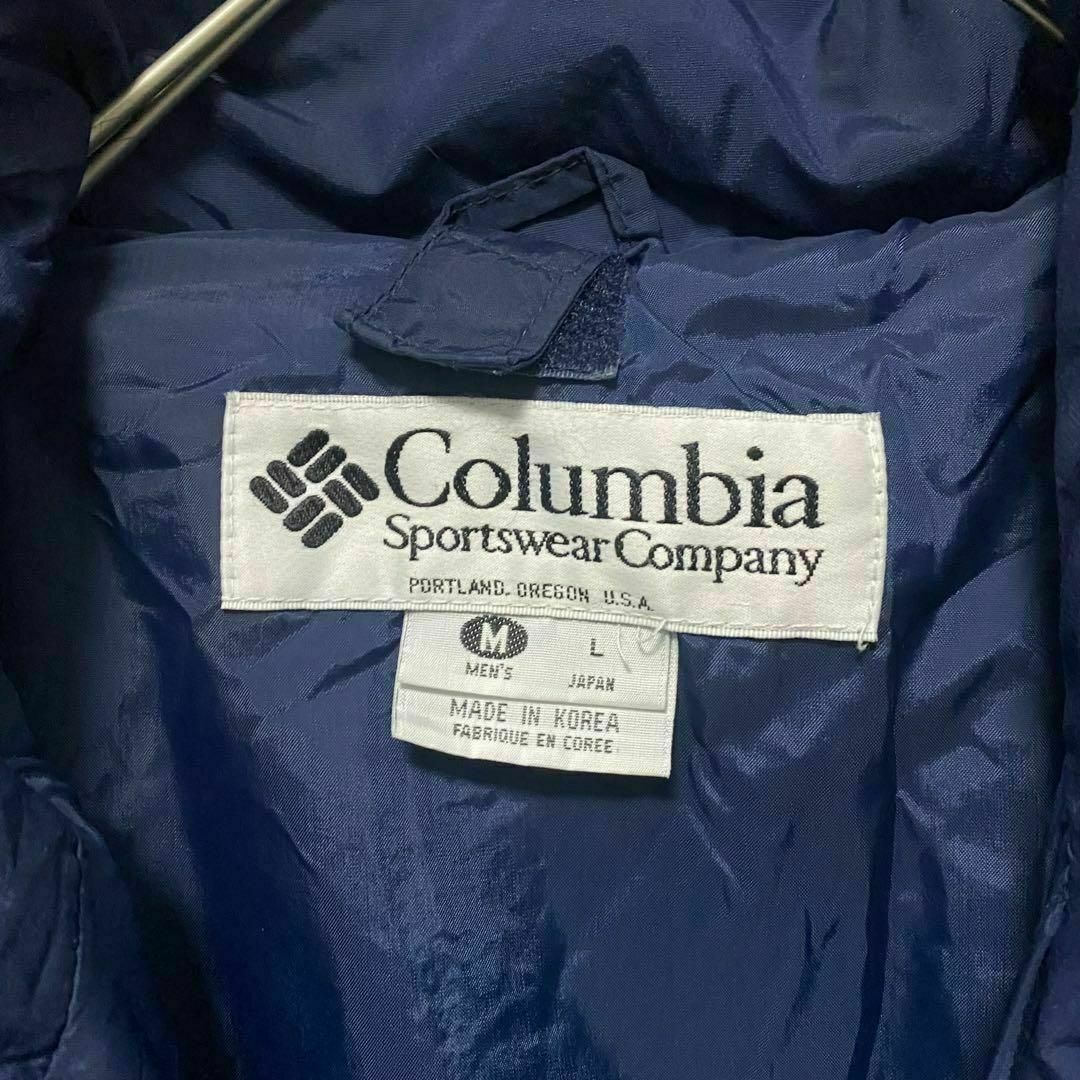 Columbia
Sportswear Company
PORTLAND, OREGON U.S.A.
M L
MEN'S JAPAN
MADE IN KOREA
FABRIQUE EN COREE